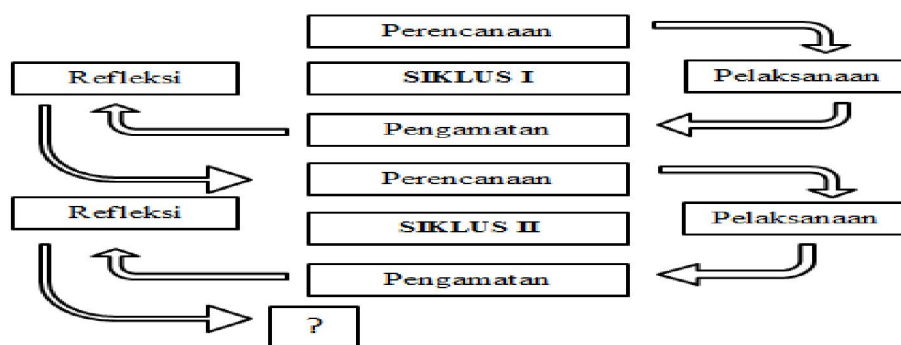 Perencanaan
Refleksi
SIKLUS I
Pelaksanaan
Pengamatan
Perencanaan
Refleksi
SIKLUS II
Pelaksanaan
Pengamatan
?